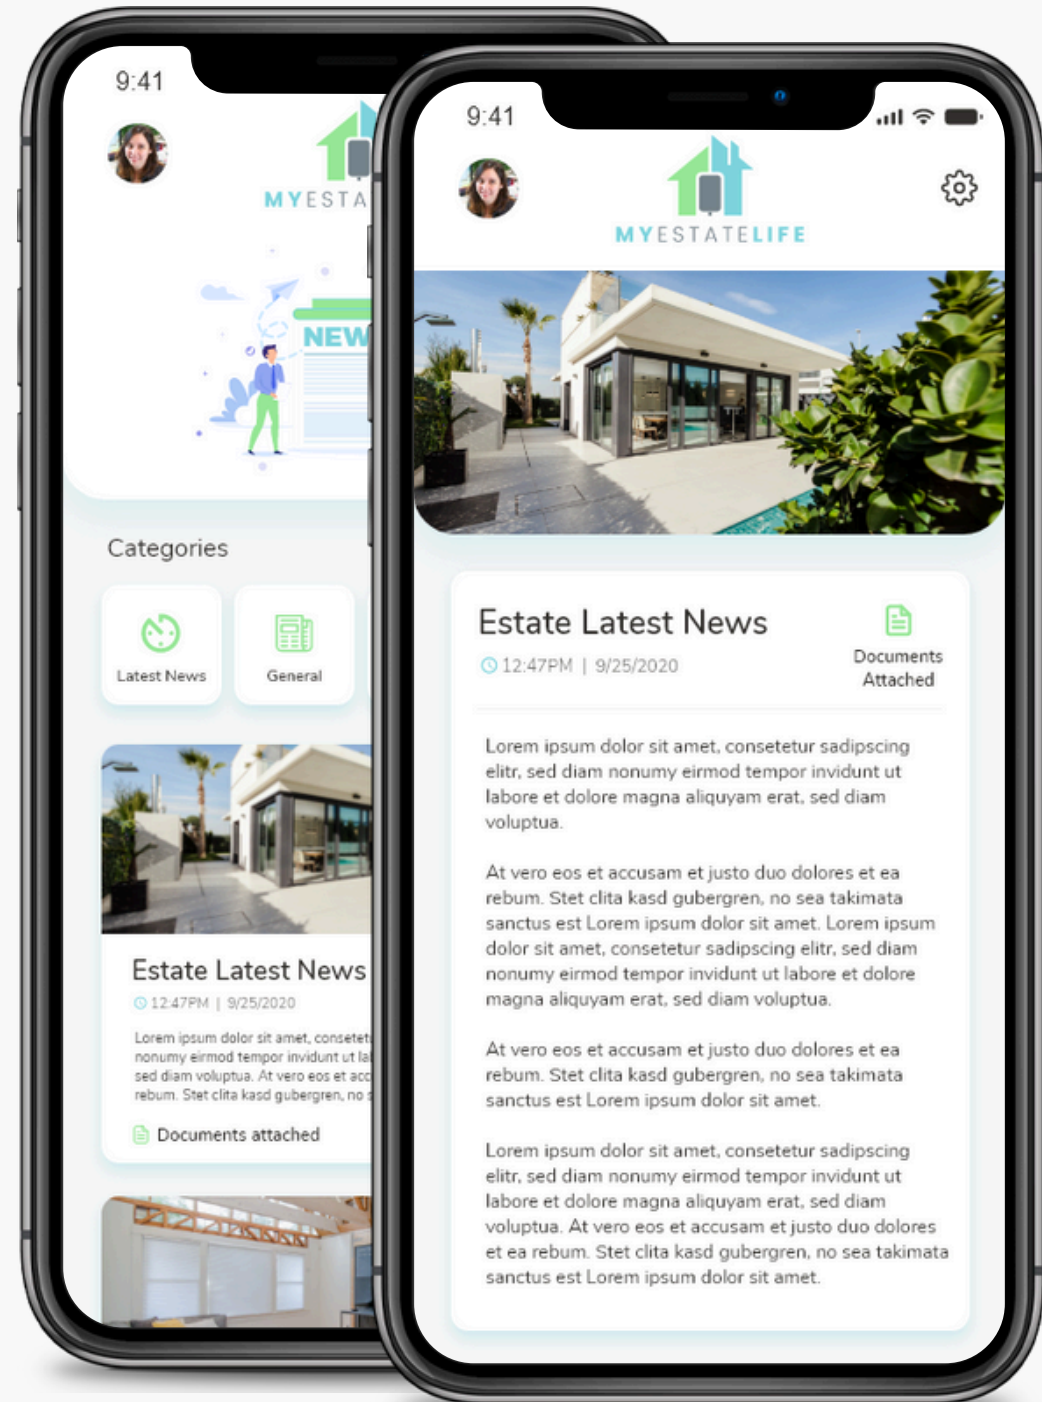 9:41
MYESTA
NEW
Categories
Latest News
General
Estate Latest News
12:47PM | 9/25/2020
Lorem ipsum dolor sit amet, consetetu
nonumy eirmod tempor invidunt ut la
sed diam voluptua. At vero eos et acc
rebum. Stet clita kasd gubergren, no s
Documents attached
9:41
MYESTATELIFE
Estate Latest News
12:47PM | 9/25/2020
Documents
Attached
Lorem ipsum dolor sit amet, consetetur sadipscing
elitr, sed diam nonumy eirmod tempor invidunt ut
labore et dolore magna aliquyam erat, sed diam
voluptua.
At vero eos et accusam et justo duo dolores et ea
rebum. Stet clita kasd gubergren, no sea takimata
sanctus est Lorem ipsum dolor sit amet. Lorem ipsum
dolor sit amet, consetetur sadipscing elitr, sed diam
nonumy eirmod tempor invidunt ut labore et dolore
magna aliquyam erat, sed diam voluptua.
At vero eos et accusam et justo duo dolores et ea
rebum. Stet clita kasd gubergren, no sea takimata
sanctus est Lorem ipsum dolor sit amet.
Lorem ipsum dolor sit amet, consetetur sadipscing
elitr, sed diam nonumy eirmod tempor invidunt ut
labore et dolore magna aliquyam erat, sed diam
voluptua. At vero eos et accusam et justo duo dolores
et ea rebum. Stet clita kasd gubergren, no sea takimata
sanctus est Lorem ipsum dolor sit amet.